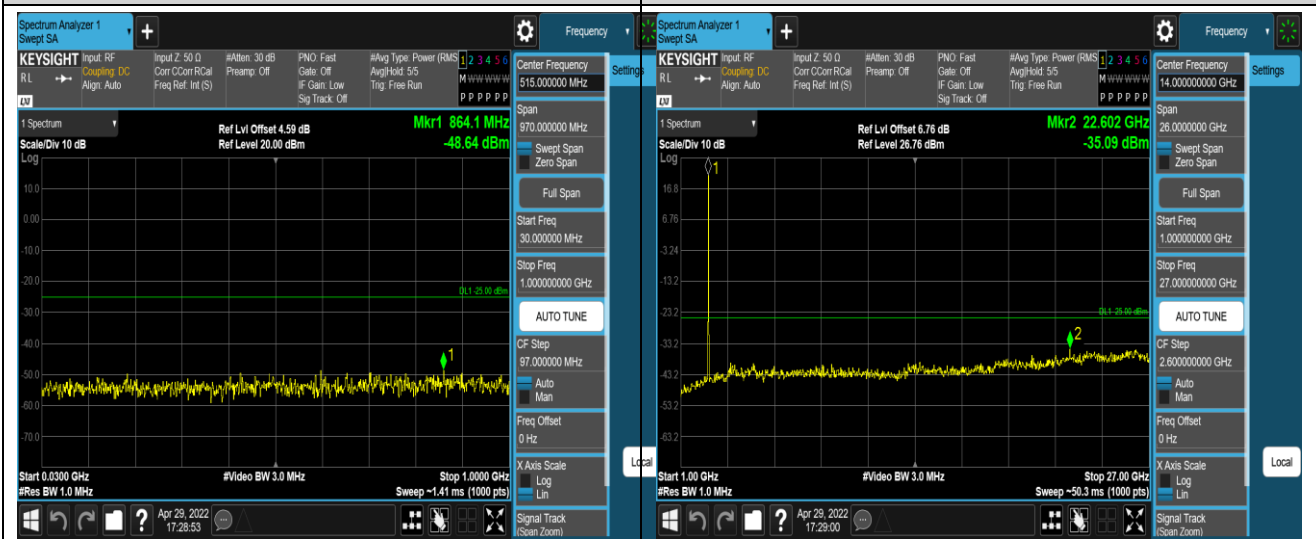 Spectrum Analyzer 1
Swept SA
+
Frequency
KEYSIGHT
RL
LXI
Input: RF
Coupling: DC
Align: Auto
Input Z: 50 Ω
Corr CCorr RCal
Freq Ref: Int (S)
#Atten: 30 dB
Preamp: Off
PNO: Fast
Gate: Off
IF Gain: Low
Sig Track: Off
#Avg Type: Power (RMS
Avg|Hold: 5/5
Trig: Free Run
1 2 3 4 5 6
M W W W W W
P P P P P P
1 Spectrum
Scale/Div 10 dB
Log
Ref Lvl Offset 4.59 dB
Ref Level 20.00 dBm
Mkr1 864.1 MHz
-48.64 dBm
10.0
0.00
-10.0
-20.0
DL1 -25.00 dBm
-30.0
-40.0
1
-50.0
-60.0
-70.0
Start 0.0300 GHz
#Res BW 1.0 MHz
#Video BW 3.0 MHz
Stop 1.0000 GHz
Sweep ~1.41 ms (1000 pts)
Center Frequency
515.000000 MHz
Settings
Span
970.000000 MHz
Swept Span
Zero Span
Full Span
Start Freq
30.000000 MHz
Stop Freq
1.000000000 GHz
AUTO TUNE
CF Step
97.000000 MHz
Auto
Man
Freq Offset
0 Hz
X Axis Scale
Log
Lin
Local
Signal Track
(Span Zoom)
?
Apr 29, 2022
17:28:53
Spectrum Analyzer 1
Swept SA
+
Frequency
KEYSIGHT
RL
LXI
Input: RF
Coupling: DC
Align: Auto
Input Z: 50 Ω
Corr CCorr RCal
Freq Ref: Int (S)
#Atten: 30 dB
Preamp: Off
PNO: Fast
Gate: Off
IF Gain: Low
Sig Track: Off
#Avg Type: Power (RMS
Avg|Hold: 5/5
Trig: Free Run
1 2 3 4 5 6
M W W W W W
P P P P P P
1 Spectrum
Scale/Div 10 dB
Log
Ref Lvl Offset 6.76 dB
Ref Level 26.76 dBm
Mkr2 22.602 GHz
-35.09 dBm
1
16.8
6.76
-3.24
-13.2
-23.2
DL1 -25.00 dBm
2
-33.2
-43.2
-53.2
-63.2
Start 1.00 GHz
#Res BW 1.0 MHz
#Video BW 3.0 MHz
Stop 27.00 GHz
Sweep ~50.3 ms (1000 pts)
Center Frequency
14.000000000 GHz
Settings
Span
26.0000000 GHz
Swept Span
Zero Span
Full Span
Start Freq
1.000000000 GHz
Stop Freq
27.000000000 GHz
AUTO TUNE
CF Step
2.600000000 GHz
Auto
Man
Freq Offset
0 Hz
X Axis Scale
Log
Lin
Local
Signal Track
(Span Zoom)
?
Apr 29, 2022
17:29:00